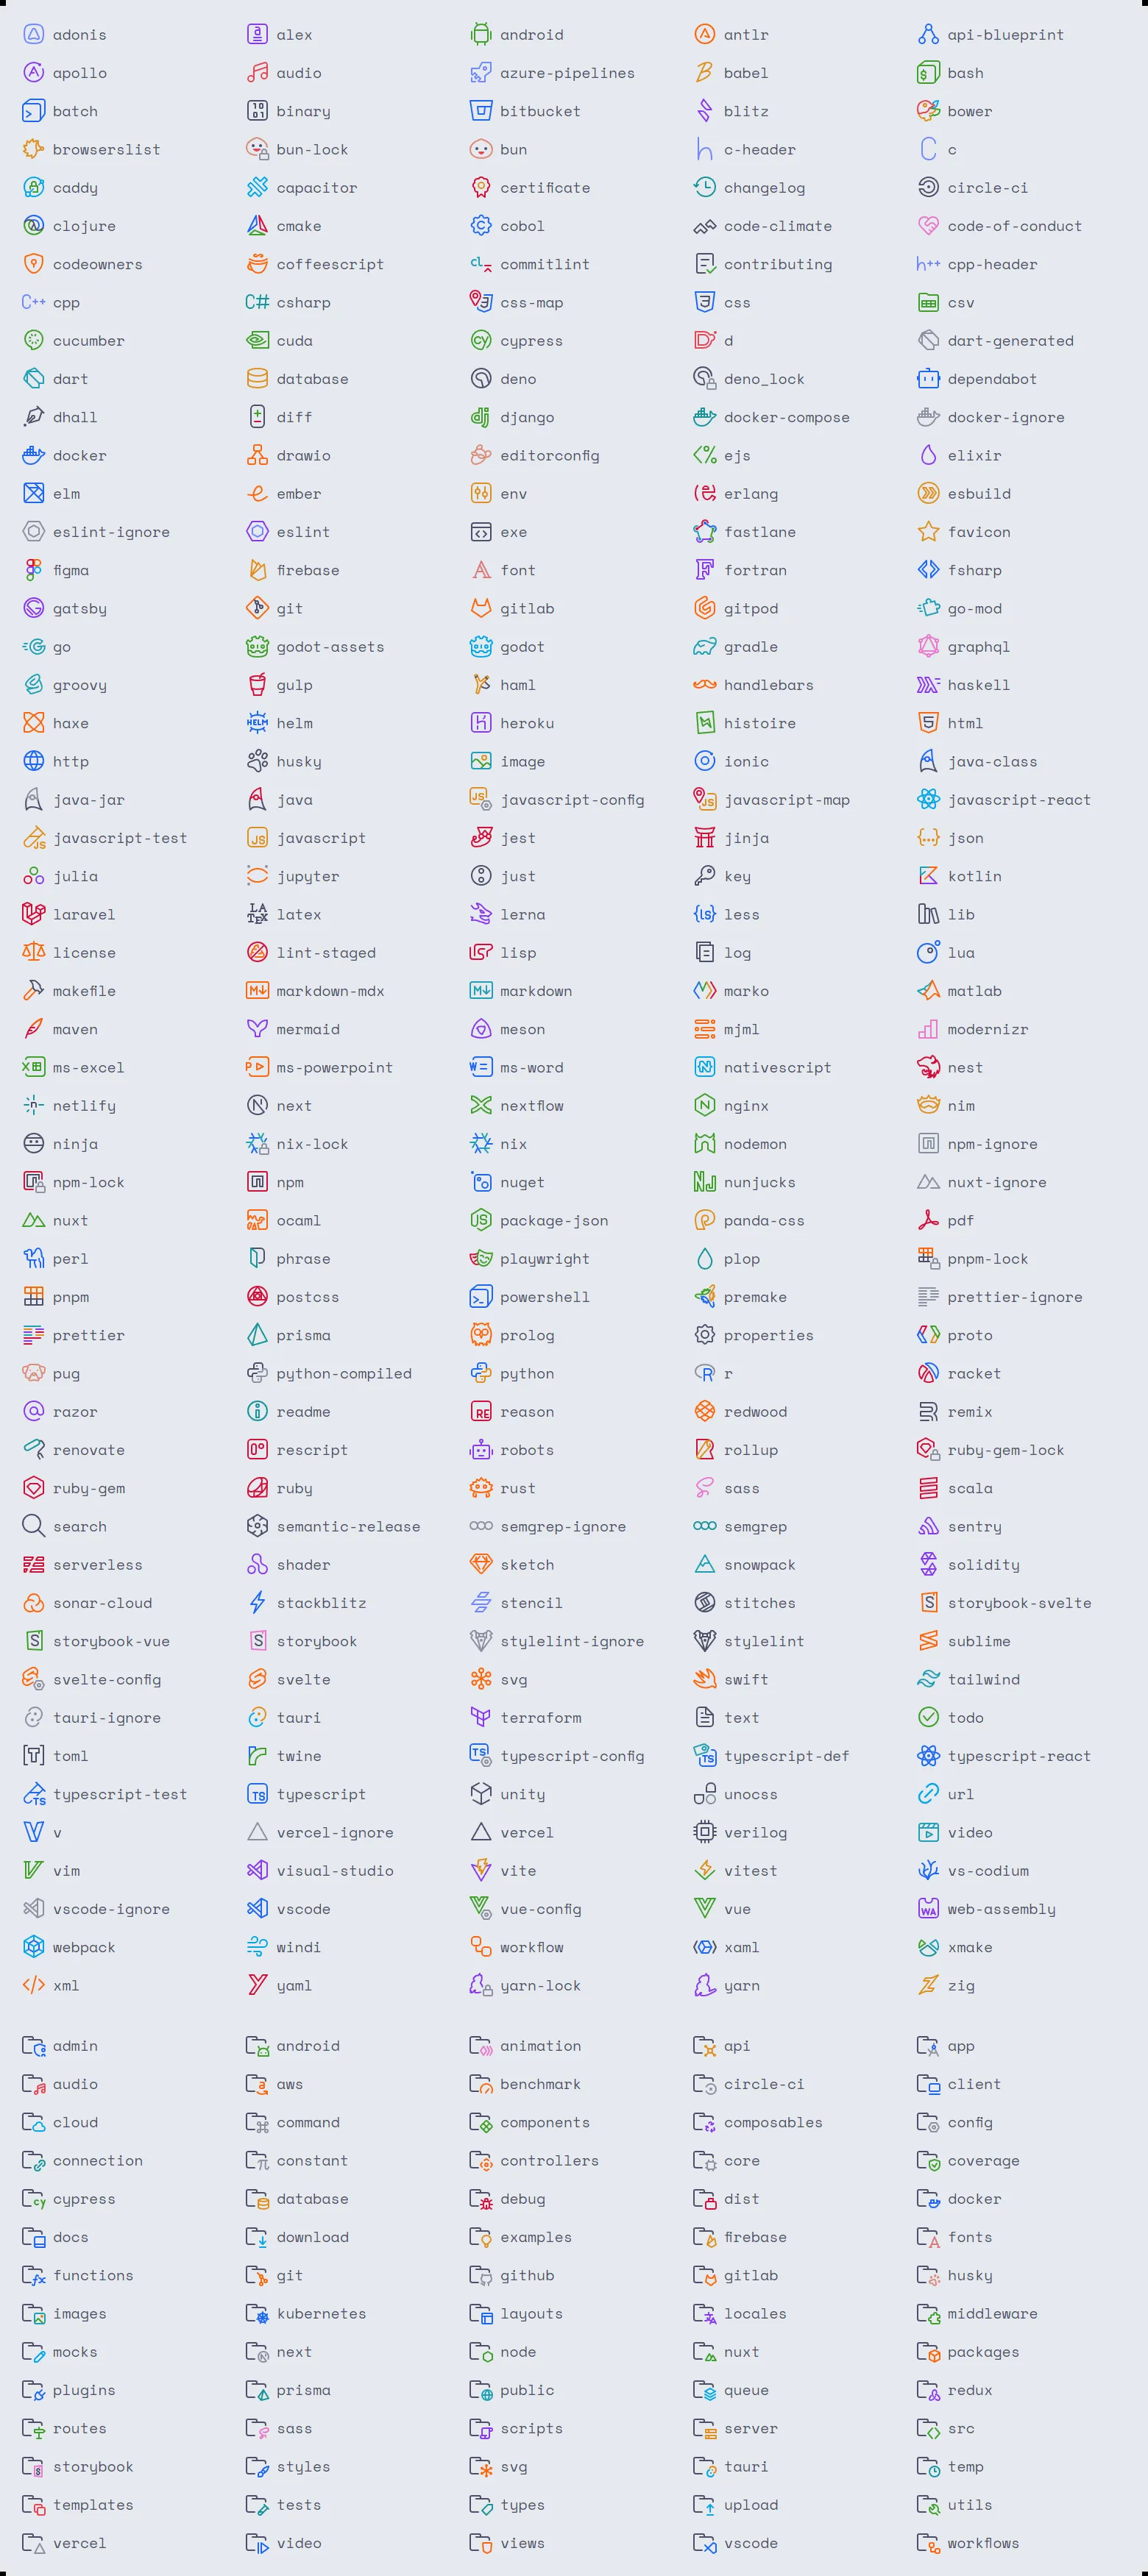 adonis alex android antlr api-blueprint
apollo audio azure-pipelines babel bash
batch binary bitbucket blitz bower
browserslist bun-lock bun c-header c
caddy capacitor certificate changelog circle-ci
clojure cmake cobol code-climate code-of-conduct
codeowners coffeescript commitlint contributing cpp-header
cpp csharp css-map css csv
cucumber cuda cypress d dart-generated
dart database deno deno_lock dependabot
dhall diff django docker-compose docker-ignore
docker drawio editorconfig ejs elixir
elm ember env erlang esbuild
eslint-ignore eslint exe fastlane favicon
figma firebase font fortran fsharp
gatsby git gitlab gitpod go-mod
go godot-assets godot gradle graphql
groovy gulp haml handlebars haskell
haxe helm heroku histoire html
http husky image ionic java-class
java-jar java javascript-config javascript-map javascript-react
javascript-test javascript jest jinja json
julia jupyter just key kotlin
laravel latex lerna less lib
license lint-staged lisp log lua
makefile markdown-mdx markdown marko matlab
maven mermaid meson mjml modernizr
ms-excel ms-powerpoint ms-word nativescript nest
netlify next nextflow nginx nim
ninja nix-lock nix nodemon npm-ignore
npm-lock npm nuget nunjucks nuxt-ignore
nuxt ocaml package-json panda-css pdf
perl phrase playwright plop pnpm-lock
pnpm postcss powershell premake prettier-ignore
prettier prisma prolog properties proto
pug python-compiled python r racket
razor readme reason redwood remix
renovate rescript robots rollup ruby-gem-lock
ruby-gem ruby rust sass scala
search semantic-release semgrep-ignore semgrep sentry
serverless shader sketch snowpack solidity
sonar-cloud stackblitz stencil stitches storybook-svelte
storybook-vue storybook stylelint-ignore stylelint sublime
svelte-config svelte svg swift tailwind
tauri-ignore tauri terraform text todo
toml twine typescript-config typescript-def typescript-react
typescript-test typescript unity unocss url
v vercel-ignore vercel verilog video
vim visual-studio vite vitest vs-codium
vscode-ignore vscode vue-config vue web-assembly
webpack windi workflow xaml xmake
xml yaml yarn-lock yarn zig
admin android animation api app
audio aws benchmark circle-ci client
cloud command components composables config
connection constant controllers core coverage
cypress database debug dist docker
docs download examples firebase fonts
functions git github gitlab husky
images kubernetes layouts locales middleware
mocks next node nuxt packages
plugins prisma public queue redux
routes sass scripts server src
storybook styles svg tauri temp
templates tests types upload utils
vercel video views vscode workflows